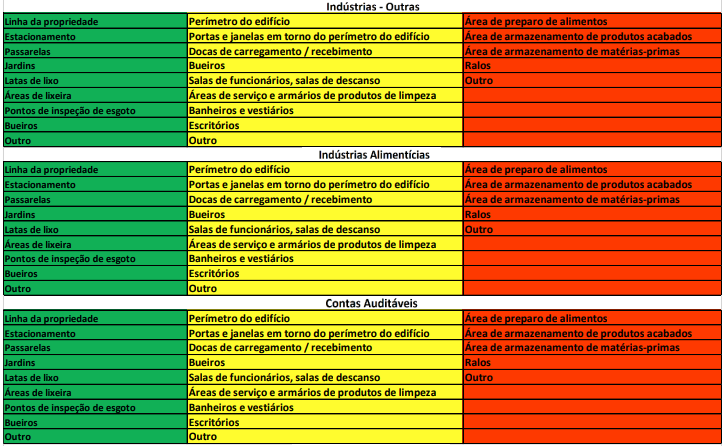 Indústrias - Outras
Linha da propriedade Perímetro do edifício Área de preparo de alimentos
Estacionamento Portas e janelas em torno do perímetro do edifício Área de armazenamento de produtos acabados
Passarelas Docas de carregamento / recebimento Área de armazenamento de matérias-primas
Jardins Bueiros Ralos
Latas de lixo Salas de funcionários, salas de descanso Outro
Áreas de lixeira Áreas de serviço e armários de produtos de limpeza
Pontos de inspeção de esgoto Banheiros e vestiários
Bueiros Escritórios
Outro Outro
Indústrias Alimentícias
Linha da propriedade Perímetro do edifício Área de preparo de alimentos
Estacionamento Portas e janelas em torno do perímetro do edifício Área de armazenamento de produtos acabados
Passarelas Docas de carregamento / recebimento Área de armazenamento de matérias-primas
Jardins Bueiros Ralos
Latas de lixo Salas de funcionários, salas de descanso Outro
Áreas de lixeira Áreas de serviço e armários de produtos de limpeza
Pontos de inspeção de esgoto Banheiros e vestiários
Bueiros Escritórios
Outro Outro
Contas Auditáveis
Linha da propriedade Perímetro do edifício Área de preparo de alimentos
Estacionamento Portas e janelas em torno do perímetro do edifício Área de armazenamento de produtos acabados
Passarelas Docas de carregamento / recebimento Área de armazenamento de matérias-primas
Jardins Bueiros Ralos
Latas de lixo Salas de funcionários, salas de descanso Outro
Áreas de lixeira Áreas de serviço e armários de produtos de limpeza
Pontos de inspeção de esgoto Banheiros e vestiários
Bueiros Escritórios
Outro Outro